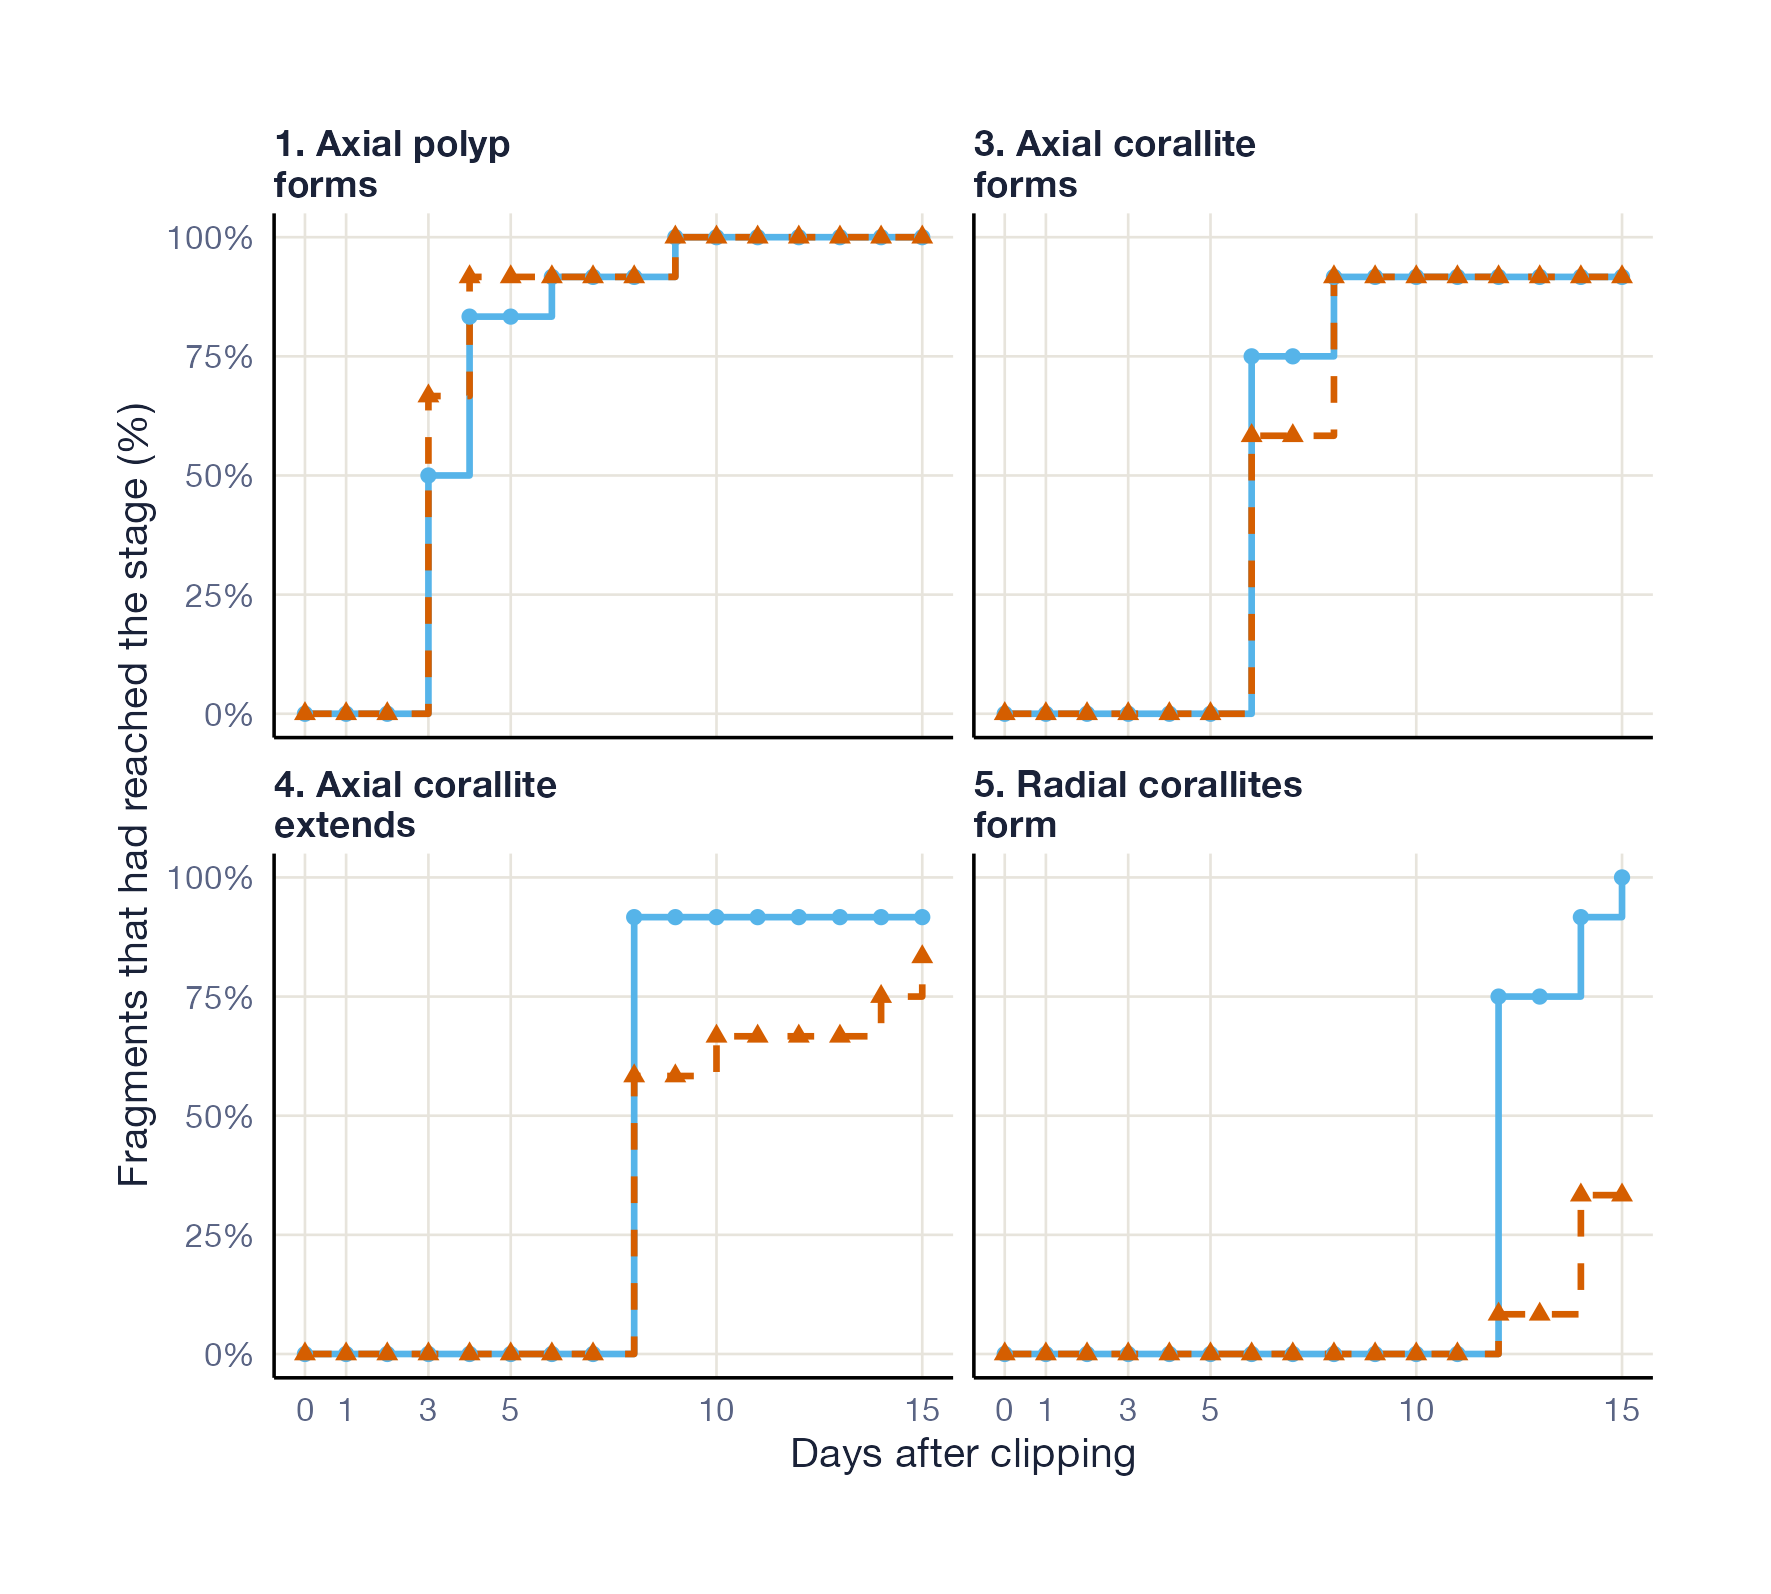 1. Axial polyp
forms
3. Axial corallite
forms
100%
75%
50%
25%
0%
4. Axial corallite
extends
5. Radial corallites
form
100%
75%
50%
25%
0%
0 1 3 5 10 15
0 1 3 5 10 15
Days after clipping
Fragments that had reached the stage (%)